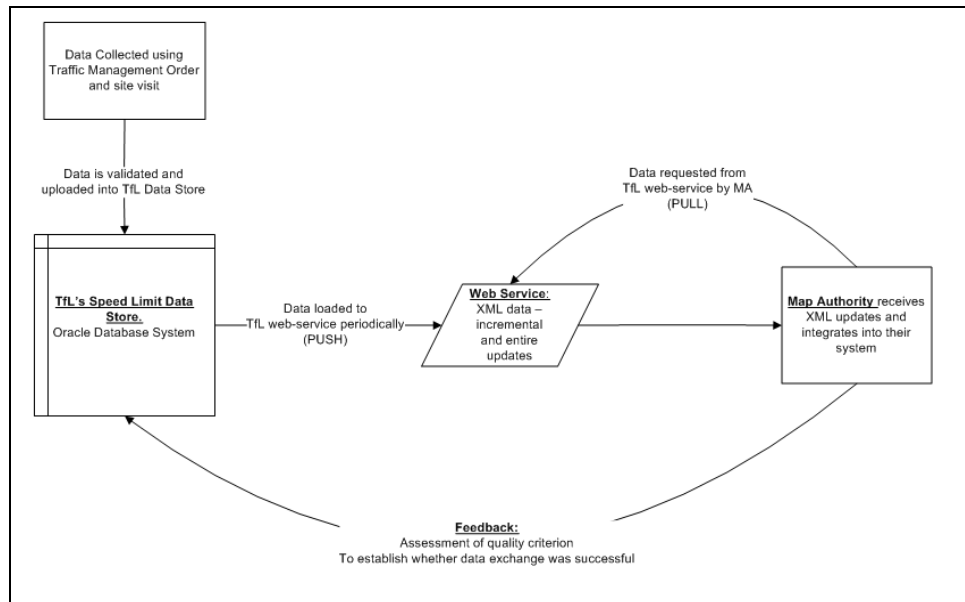 Data Collected using
Traffic Management Order
and site visit
Data is validated and
uploaded into TfL Data Store
Data requested from
TfL web-service by MA
(PULL)
TfL's Speed Limit Data
Store.
Oracle Database System
Data loaded to
TfL web-service periodically
(PUSH)
Web Service:
XML data –
incremental
and entire
updates
Map Authority receives
XML updates and
integrates into their
system
Feedback:
Assessment of quality criterion
To establish whether data exchange was successful